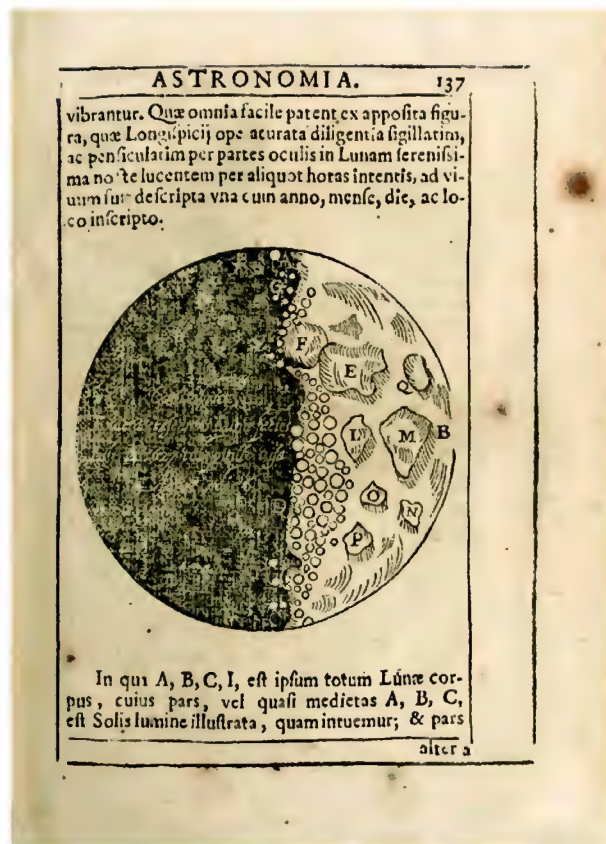 ASTRONOMIA. 137
vibrantur. Quæ omnia facile patent ex appoſita figu-
ra, quæ Longiſpicij ope acurata diligentia ſigillatim,
ac penſiculatim per partes oculis in Lunam ſereniſſi-
ma nocte lucentem per aliquot horas intentis, ad vi-
uum fuit deſcripta vna cum anno, menſe, die, ac lo-
co inſcripto.
F
E
Q
L
M
B
O
N
P
In qua A, B, C, I, eſt ipſum totum Lúnæ cor-
pus, cuius pars, vel quaſi medietas A, B, C,
eſt Solis lumine illuſtrata, quam intuemur; & pars
altera